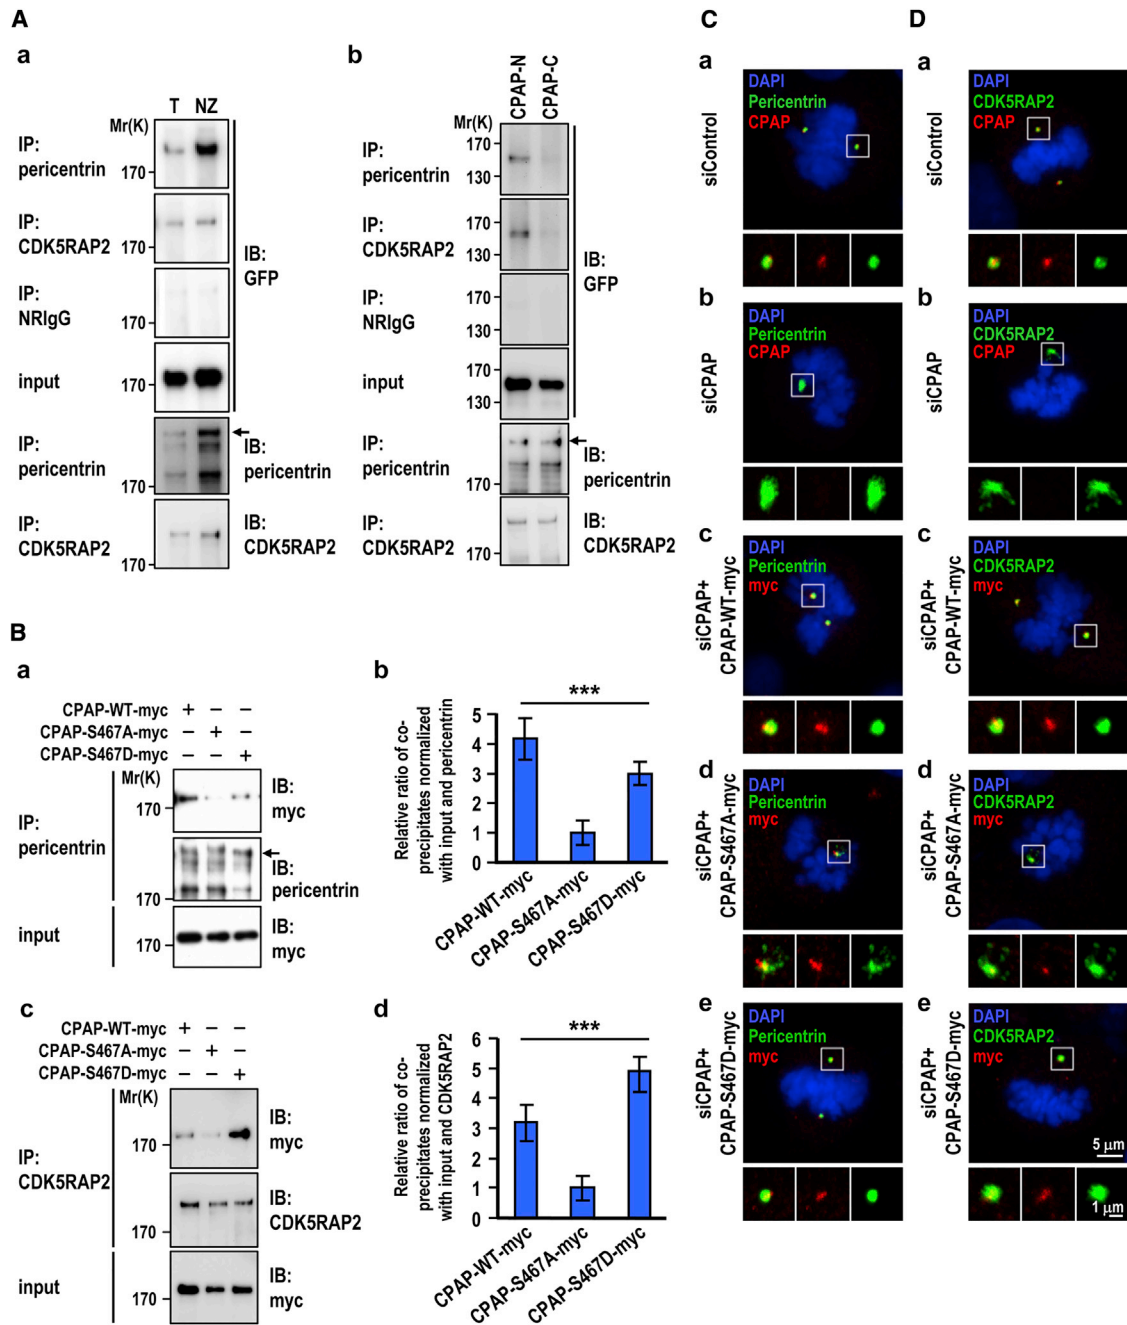 A
a
T NZ
Mr(K)
IP:
pericentrin
170
IP:
CDK5RAP2
170
IP:
NRIgG
170
input
170
IB:
GFP
IP:
pericentrin
170
IB:
pericentrin
IP:
CDK5RAP2
170
IB:
CDK5RAP2
b
CPAP-N
CPAP-C
Mr(K)
IP:
pericentrin
170
130
IP:
CDK5RAP2
170
130
IP:
NRIgG
170
130
input
170
130
IB:
GFP
IP:
pericentrin
170
IB:
pericentrin
IP:
CDK5RAP2
170
IB:
CDK5RAP2
B
a
CPAP-WT-myc + – –
CPAP-S467A-myc – + –
CPAP-S467D-myc – – +
Mr(K)
IP:
pericentrin
170
IB:
myc
170
IB:
pericentrin
input
170
IB:
myc
b
Relative ratio of co-
precipitates normalized
with input and pericentrin
5
4
3
2
1
0
***
CPAP-WT-myc
CPAP-S467A-myc
CPAP-S467D-myc
c
CPAP-WT-myc + – –
CPAP-S467A-myc – + –
CPAP-S467D-myc – – +
Mr(K)
IP:
CDK5RAP2
170
IB:
myc
170
IB:
CDK5RAP2
input
170
IB:
myc
d
Relative ratio of co-
precipitates normalized
with input and CDK5RAP2
6
5
4
3
2
1
0
***
CPAP-WT-myc
CPAP-S467A-myc
CPAP-S467D-myc
C
a
siControl
DAPI
Pericentrin
CPAP
b
siCPAP
DAPI
Pericentrin
CPAP
c
siCPAP+
CPAP-WT-myc
DAPI
Pericentrin
myc
d
siCPAP+
CPAP-S467A-myc
DAPI
Pericentrin
myc
e
siCPAP+
CPAP-S467D-myc
DAPI
Pericentrin
myc
D
a
siControl
DAPI
CDK5RAP2
CPAP
b
siCPAP
DAPI
CDK5RAP2
CPAP
c
siCPAP+
CPAP-WT-myc
DAPI
CDK5RAP2
myc
d
siCPAP+
CPAP-S467A-myc
DAPI
CDK5RAP2
myc
e
siCPAP+
CPAP-S467D-myc
DAPI
CDK5RAP2
myc
5 μm
1 μm